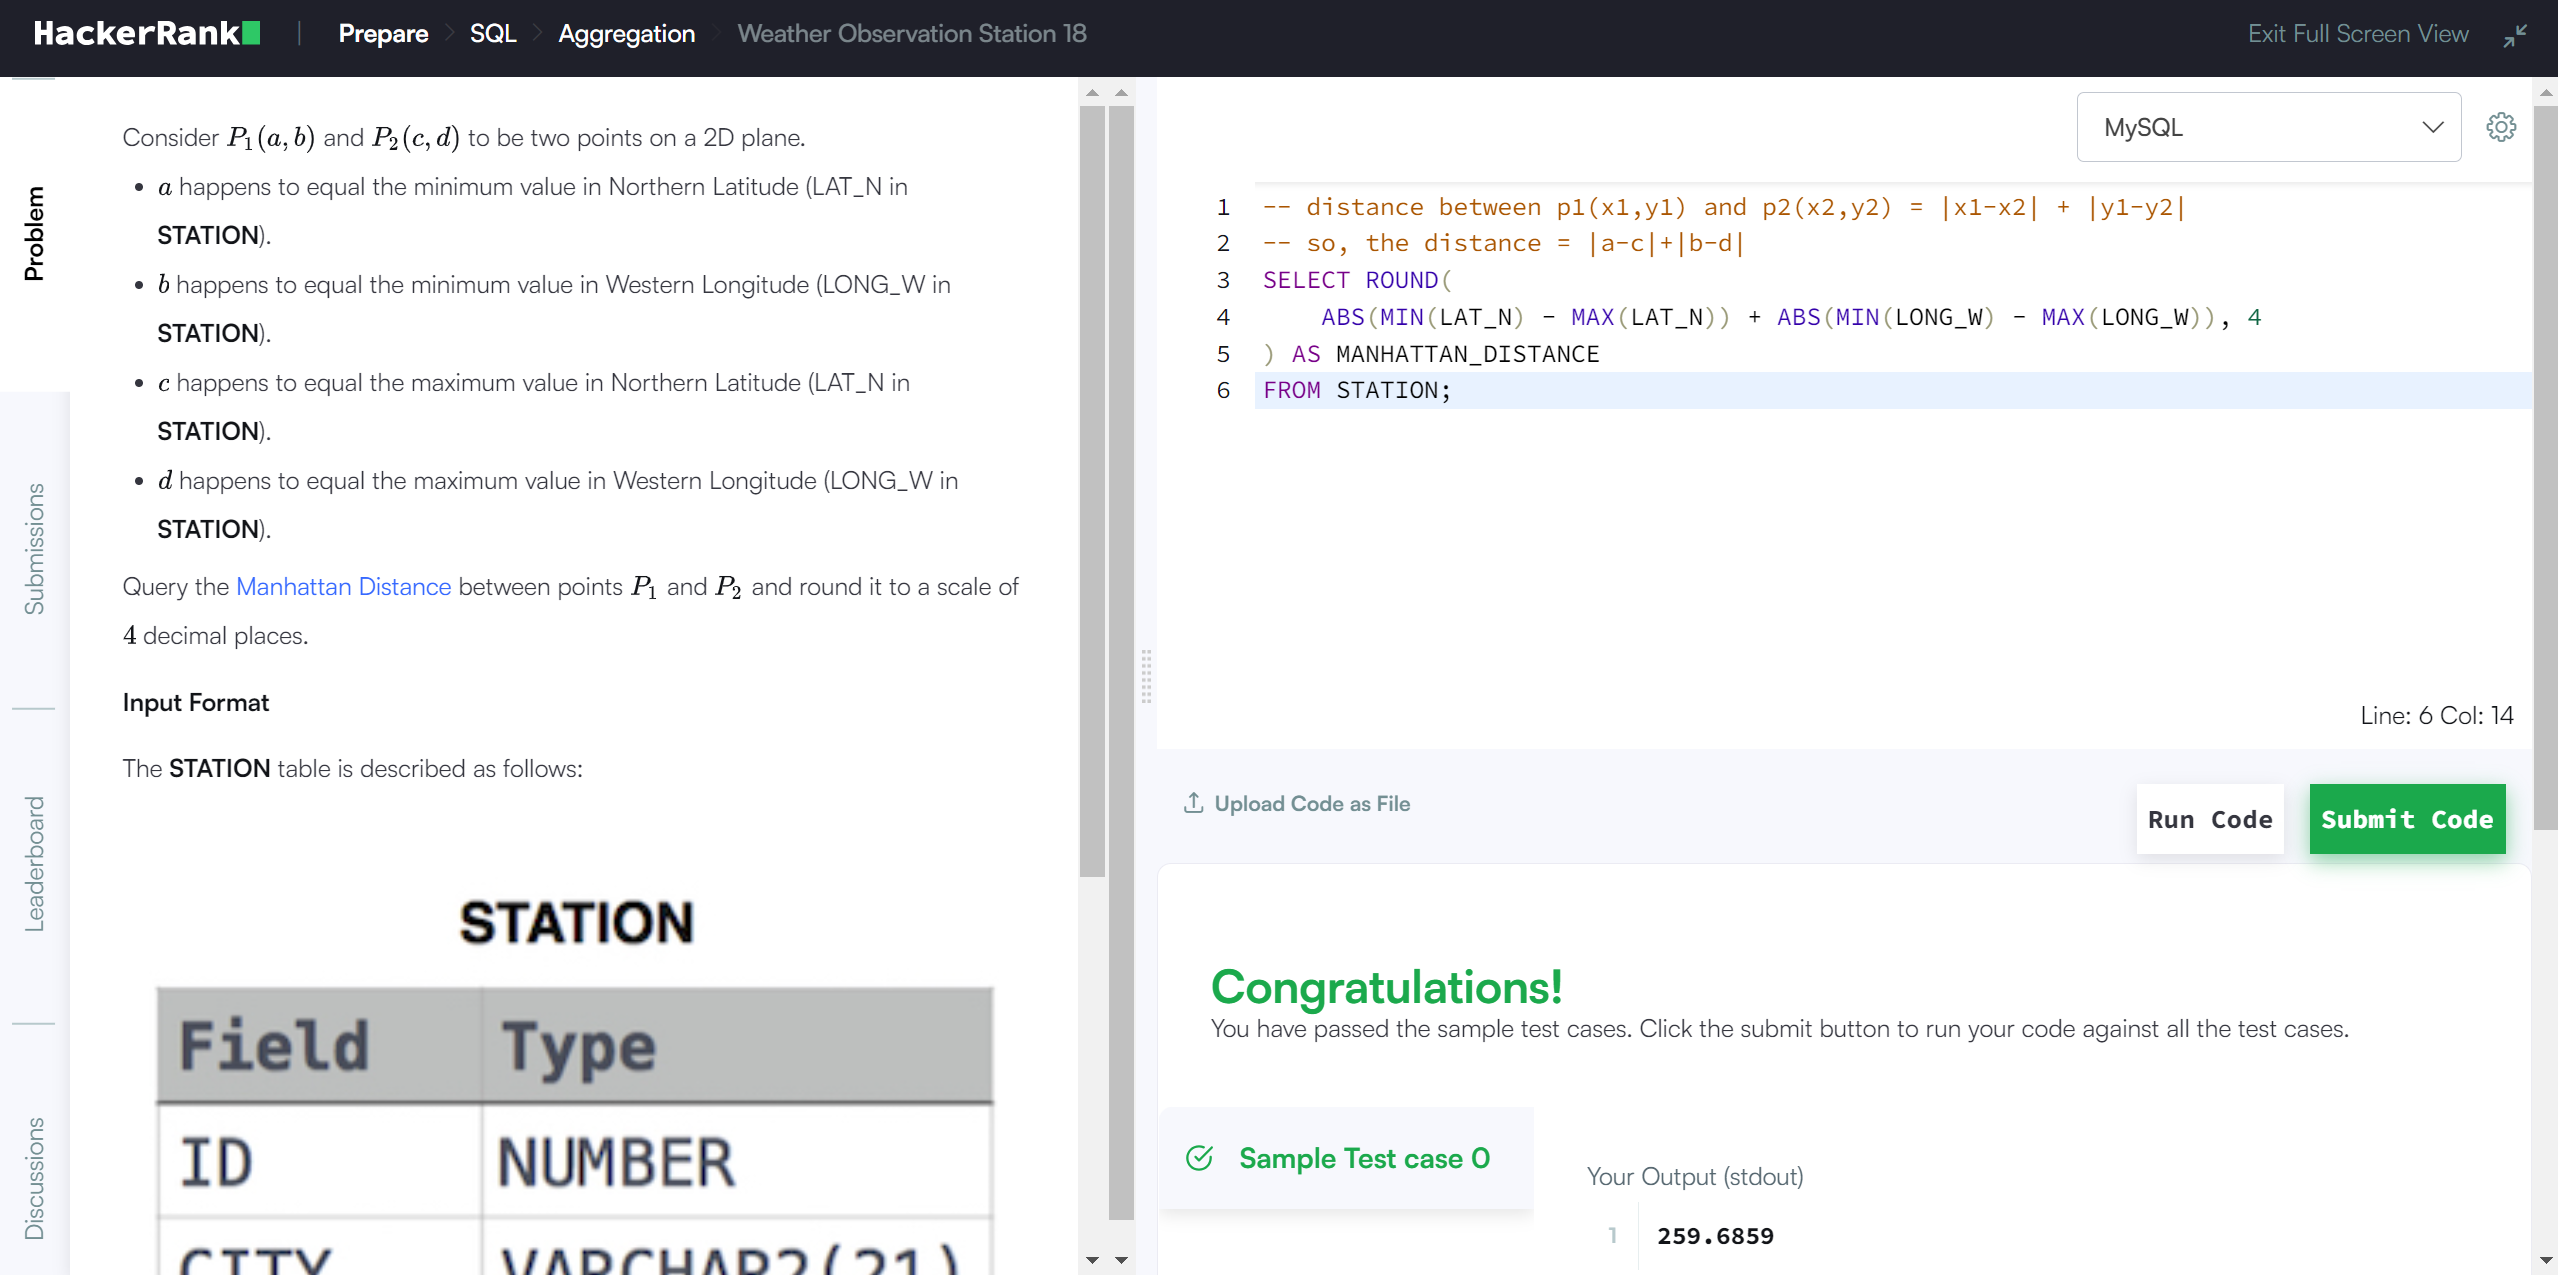 HackerRank | Prepare > SQL > Aggregation > Weather Observation Station 18
Exit Full Screen View
Problem
Submissions
Leaderboard
Discussions
Consider P1(a, b) and P2(c, d) to be two points on a 2D plane.
• a happens to equal the minimum value in Northern Latitude (LAT_N in
STATION).
• b happens to equal the minimum value in Western Longitude (LONG_W in
STATION).
• c happens to equal the maximum value in Northern Latitude (LAT_N in
STATION).
• d happens to equal the maximum value in Western Longitude (LONG_W in
STATION).
Query the Manhattan Distance between points P1 and P2 and round it to a scale of
4 decimal places.
Input Format
The STATION table is described as follows:
STATION
Field Type
ID NUMBER
CITY VARCHAR2(21)
MySQL
1 -- distance between p1(x1,y1) and p2(x2,y2) = |x1-x2| + |y1-y2|
2 -- so, the distance = |a-c|+|b-d|
3 SELECT ROUND(
4 ABS(MIN(LAT_N) - MAX(LAT_N)) + ABS(MIN(LONG_W) - MAX(LONG_W)), 4
5 ) AS MANHATTAN_DISTANCE
6 FROM STATION;
Line: 6 Col: 14
Upload Code as File
Run Code
Submit Code
Congratulations!
You have passed the sample test cases. Click the submit button to run your code against all the test cases.
Sample Test case 0
Your Output (stdout)
1 259.6859